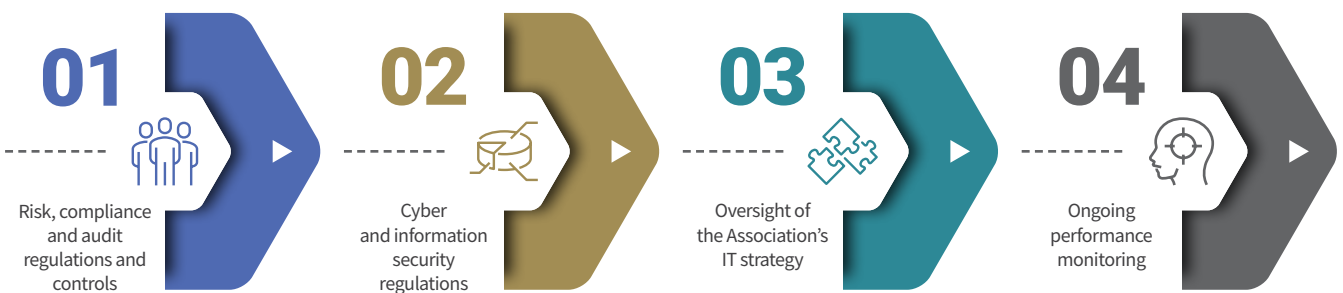 01
Risk, compliance
and audit
regulations and
controls
02
Cyber
and information
security
regulations
03
Oversight of
the Association’s
IT strategy
04
Ongoing
performance
monitoring